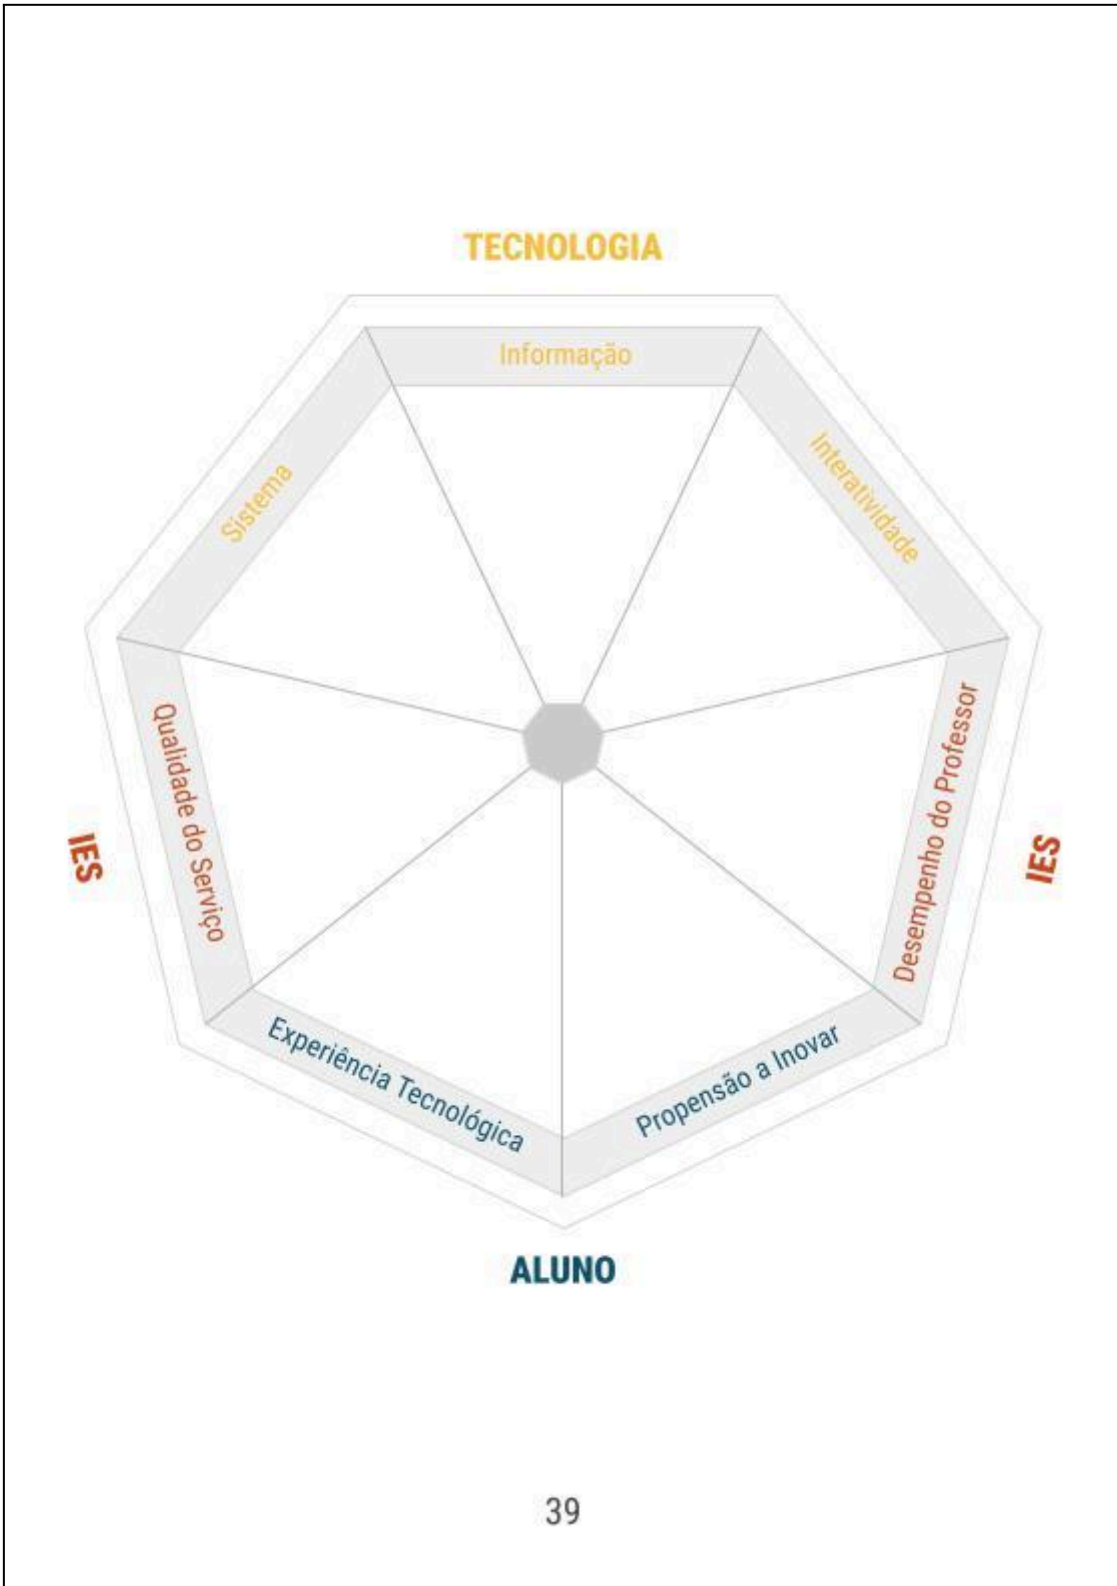 TECNOLOGIA
Informação
Sistema
Interatividade
Qualidade do Serviço
Desempenho do Professor
IES
IES
Experiência Tecnológica
Propensão a Inovar
ALUNO
39